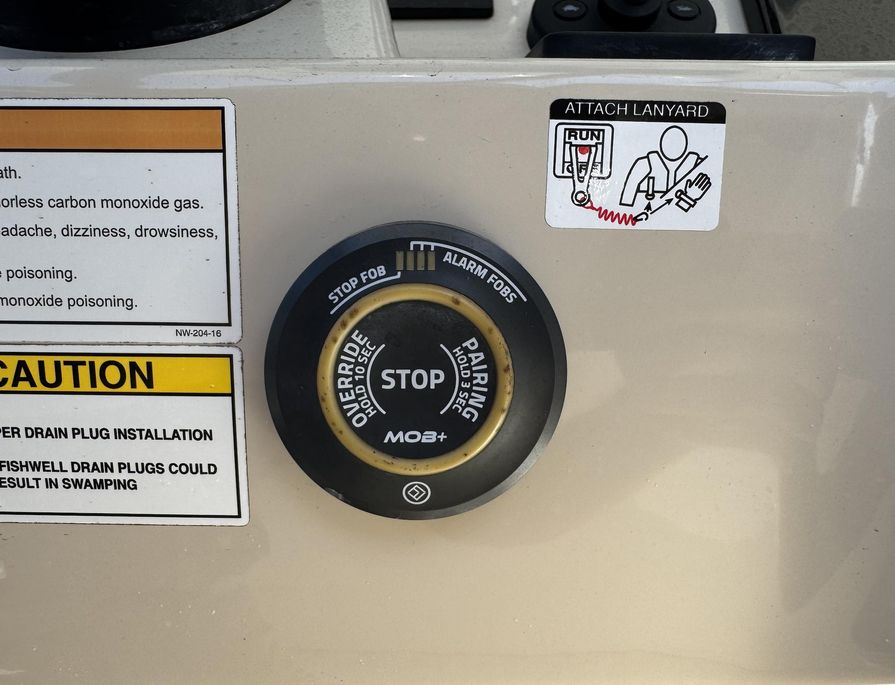 ath.
orless carbon monoxide gas.
adache, dizziness, drowsiness,
e poisoning.
monoxide poisoning.
NW-204-16
CAUTION
PER DRAIN PLUG INSTALLATION
FISHWELL DRAIN PLUGS COULD
ESULT IN SWAMPING
STOP FOB
ALARM FOBS
OVERRIDE
HOLD 10 SEC
STOP
PAIRING
HOLD 3 SEC
MOB+
ATTACH LANYARD
RUN
OFF